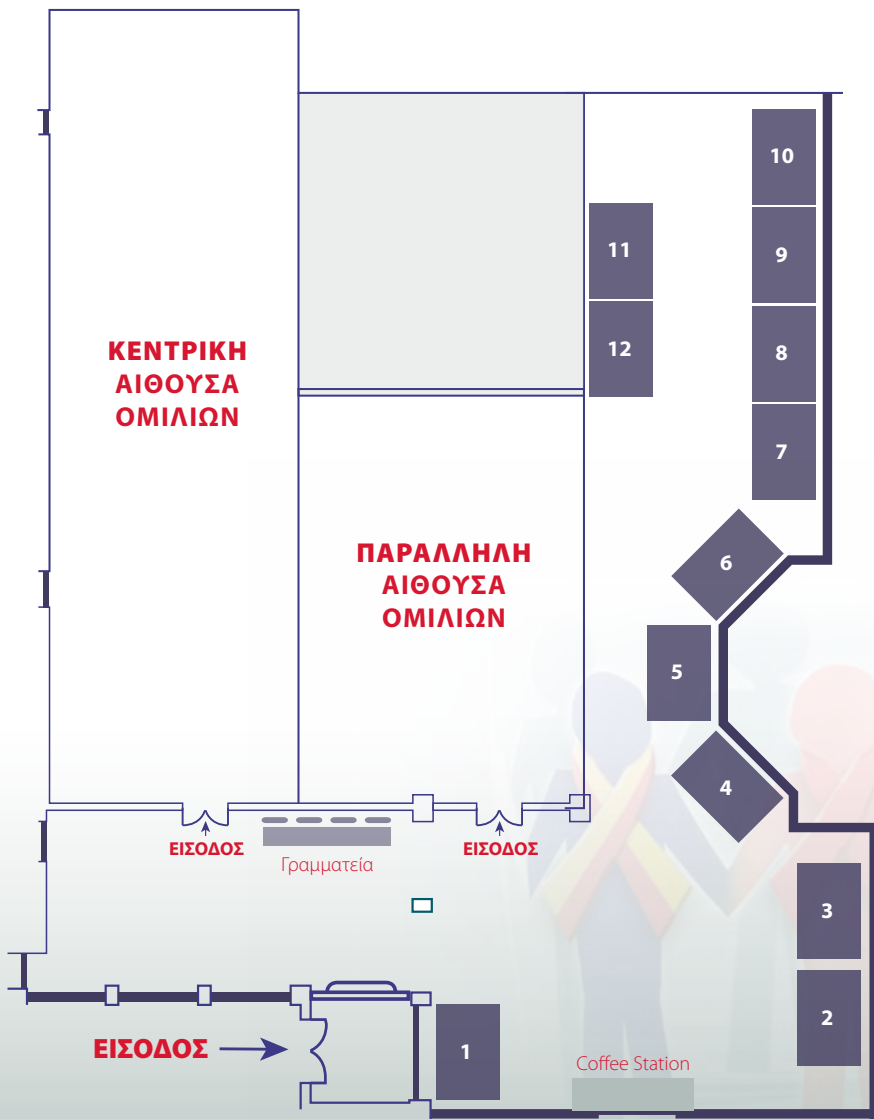 10
11
9
12
8
ΚΕΝΤΡΙΚΗ
ΑΙΘΟΥΣΑ
ΟΜΙΛΙΩΝ
7
ΠΑΡΑΛΛΗΛΗ
ΑΙΘΟΥΣΑ
ΟΜΙΛΙΩΝ
6
5
4
ΕΙΣΟΔΟΣ
ΕΙΣΟΔΟΣ
Γραμματεία
3
2
ΕΙΣΟΔΟΣ
1
Coffee Station